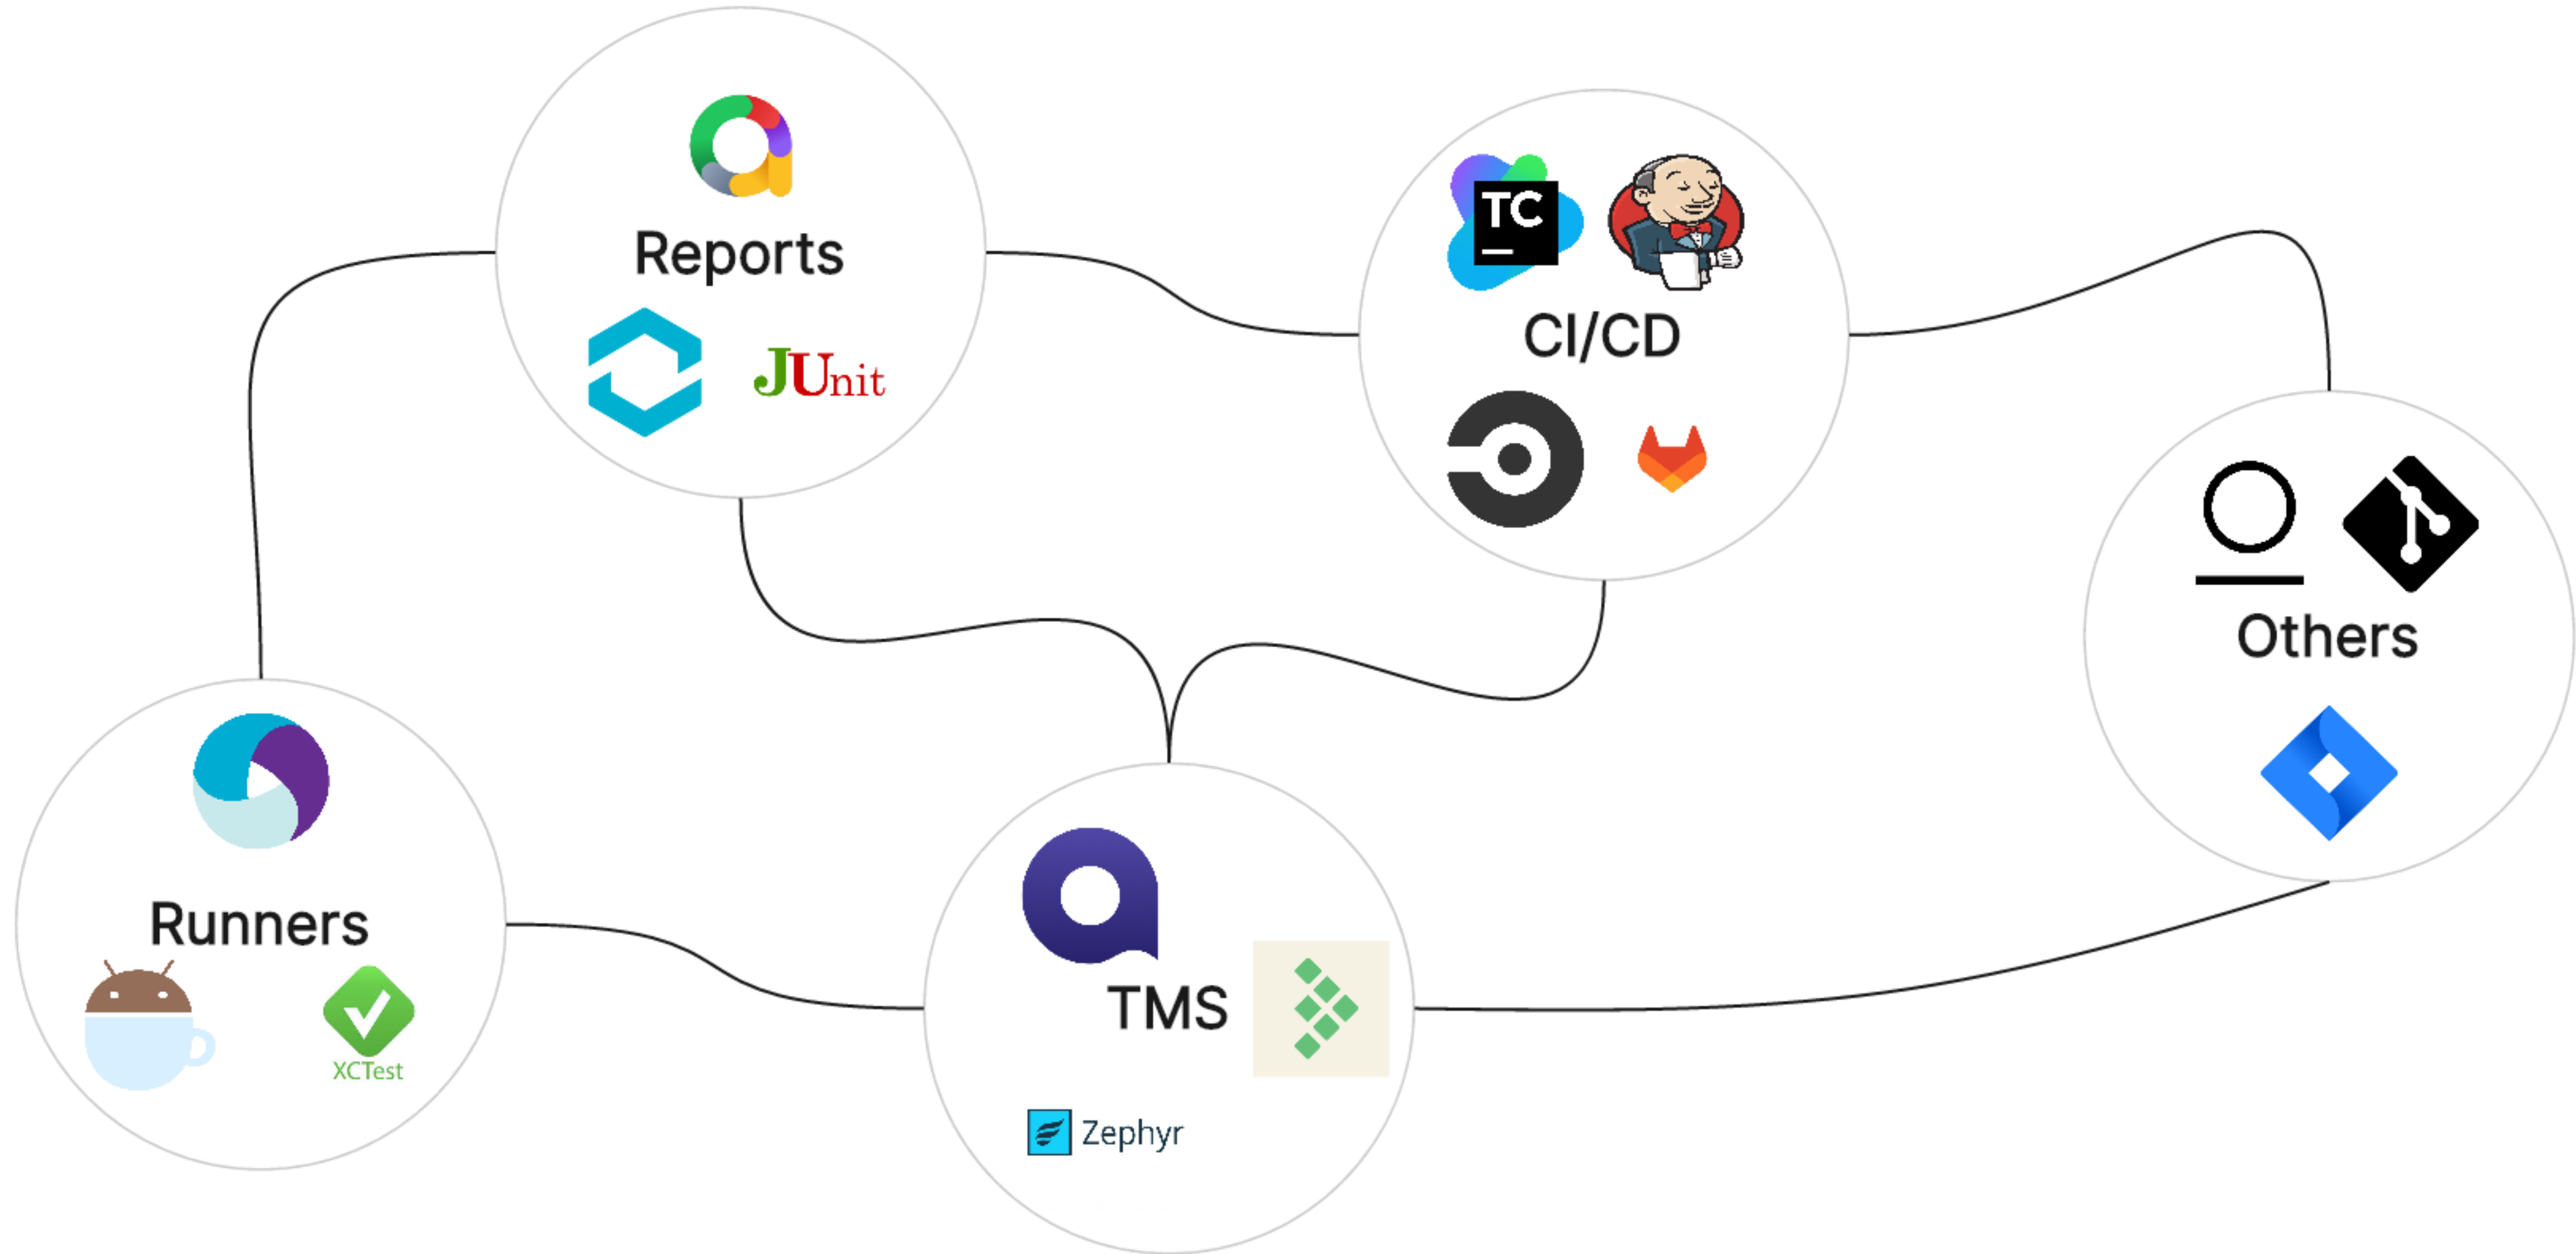 Reports
JUnit
TC
CI/CD
Others
Runners
XCTest
TMS
Zephyr